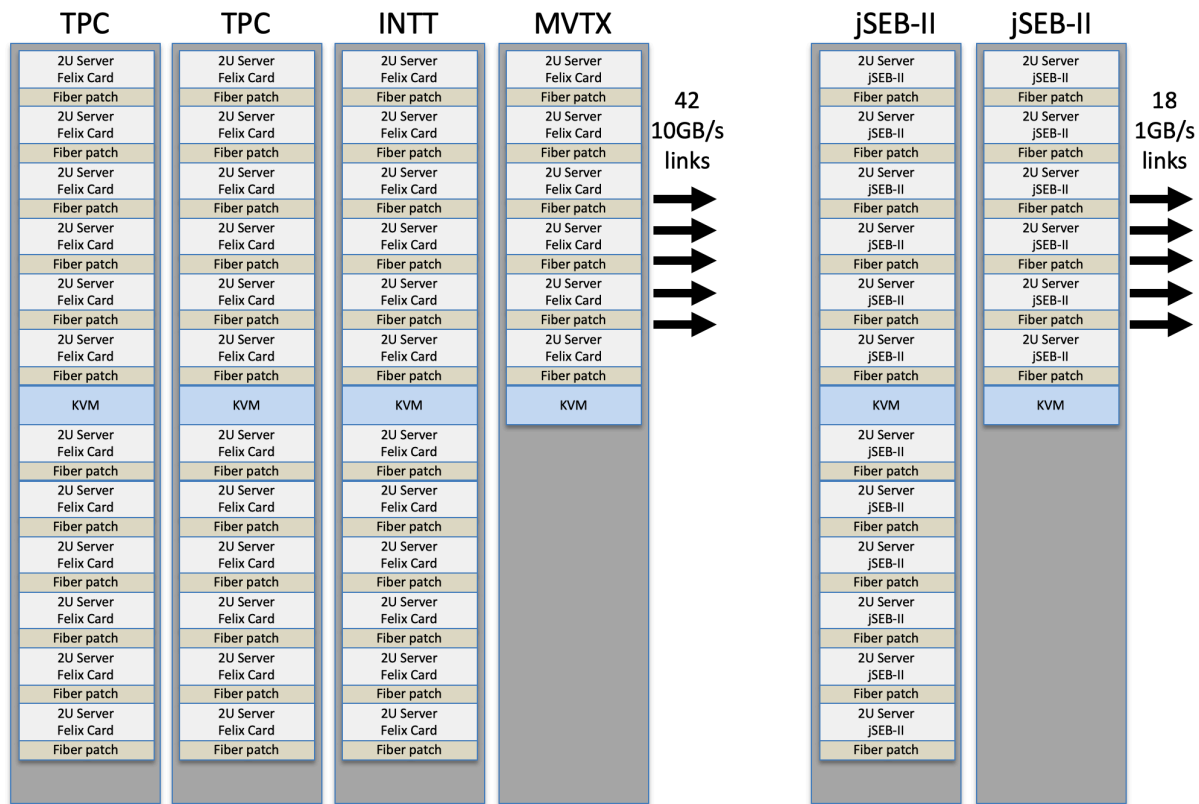 TPC
2U Server
Felix Card
Fiber patch
2U Server
Felix Card
Fiber patch
2U Server
Felix Card
Fiber patch
2U Server
Felix Card
Fiber patch
2U Server
Felix Card
Fiber patch
2U Server
Felix Card
Fiber patch
KVM
2U Server
Felix Card
Fiber patch
2U Server
Felix Card
Fiber patch
2U Server
Felix Card
Fiber patch
2U Server
Felix Card
Fiber patch
2U Server
Felix Card
Fiber patch
2U Server
Felix Card
Fiber patch
TPC
2U Server
Felix Card
Fiber patch
2U Server
Felix Card
Fiber patch
2U Server
Felix Card
Fiber patch
2U Server
Felix Card
Fiber patch
2U Server
Felix Card
Fiber patch
2U Server
Felix Card
Fiber patch
KVM
2U Server
Felix Card
Fiber patch
2U Server
Felix Card
Fiber patch
2U Server
Felix Card
Fiber patch
2U Server
Felix Card
Fiber patch
2U Server
Felix Card
Fiber patch
2U Server
Felix Card
Fiber patch
INTT
2U Server
Felix Card
Fiber patch
2U Server
Felix Card
Fiber patch
2U Server
Felix Card
Fiber patch
2U Server
Felix Card
Fiber patch
2U Server
Felix Card
Fiber patch
2U Server
Felix Card
Fiber patch
KVM
2U Server
Felix Card
Fiber patch
2U Server
Felix Card
Fiber patch
2U Server
Felix Card
Fiber patch
2U Server
Felix Card
Fiber patch
2U Server
Felix Card
Fiber patch
2U Server
Felix Card
Fiber patch
MVTX
2U Server
Felix Card
Fiber patch
2U Server
Felix Card
Fiber patch
2U Server
Felix Card
Fiber patch
2U Server
Felix Card
Fiber patch
2U Server
Felix Card
Fiber patch
2U Server
Felix Card
Fiber patch
KVM
42
10GB/s
links
jSEB-II
2U Server
jSEB-II
Fiber patch
2U Server
jSEB-II
Fiber patch
2U Server
jSEB-II
Fiber patch
2U Server
jSEB-II
Fiber patch
2U Server
jSEB-II
Fiber patch
2U Server
jSEB-II
Fiber patch
KVM
2U Server
jSEB-II
Fiber patch
2U Server
jSEB-II
Fiber patch
2U Server
jSEB-II
Fiber patch
2U Server
jSEB-II
Fiber patch
2U Server
jSEB-II
Fiber patch
2U Server
jSEB-II
Fiber patch
jSEB-II
2U Server
jSEB-II
Fiber patch
2U Server
jSEB-II
Fiber patch
2U Server
jSEB-II
Fiber patch
2U Server
jSEB-II
Fiber patch
2U Server
jSEB-II
Fiber patch
2U Server
jSEB-II
Fiber patch
KVM
18
1GB/s
links